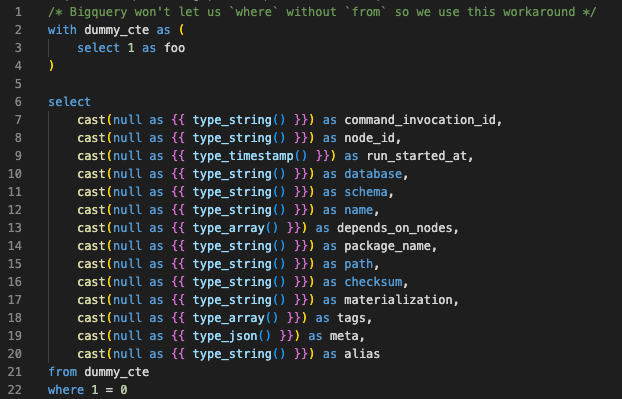 1 /* Bigquery won't let us `where` without `from` so we use this workaround */
2 with dummy_cte as (
3     select 1 as foo
4 )
5
6 select
7     cast(null as {{ type_string() }}) as command_invocation_id,
8     cast(null as {{ type_string() }}) as node_id,
9     cast(null as {{ type_timestamp() }}) as run_started_at,
10     cast(null as {{ type_string() }}) as database,
11     cast(null as {{ type_string() }}) as schema,
12     cast(null as {{ type_string() }}) as name,
13     cast(null as {{ type_array() }}) as depends_on_nodes,
14     cast(null as {{ type_string() }}) as package_name,
15     cast(null as {{ type_string() }}) as path,
16     cast(null as {{ type_string() }}) as checksum,
17     cast(null as {{ type_string() }}) as materialization,
18     cast(null as {{ type_array() }}) as tags,
19     cast(null as {{ type_json() }}) as meta,
20     cast(null as {{ type_string() }}) as alias
21 from dummy_cte
22 where 1 = 0